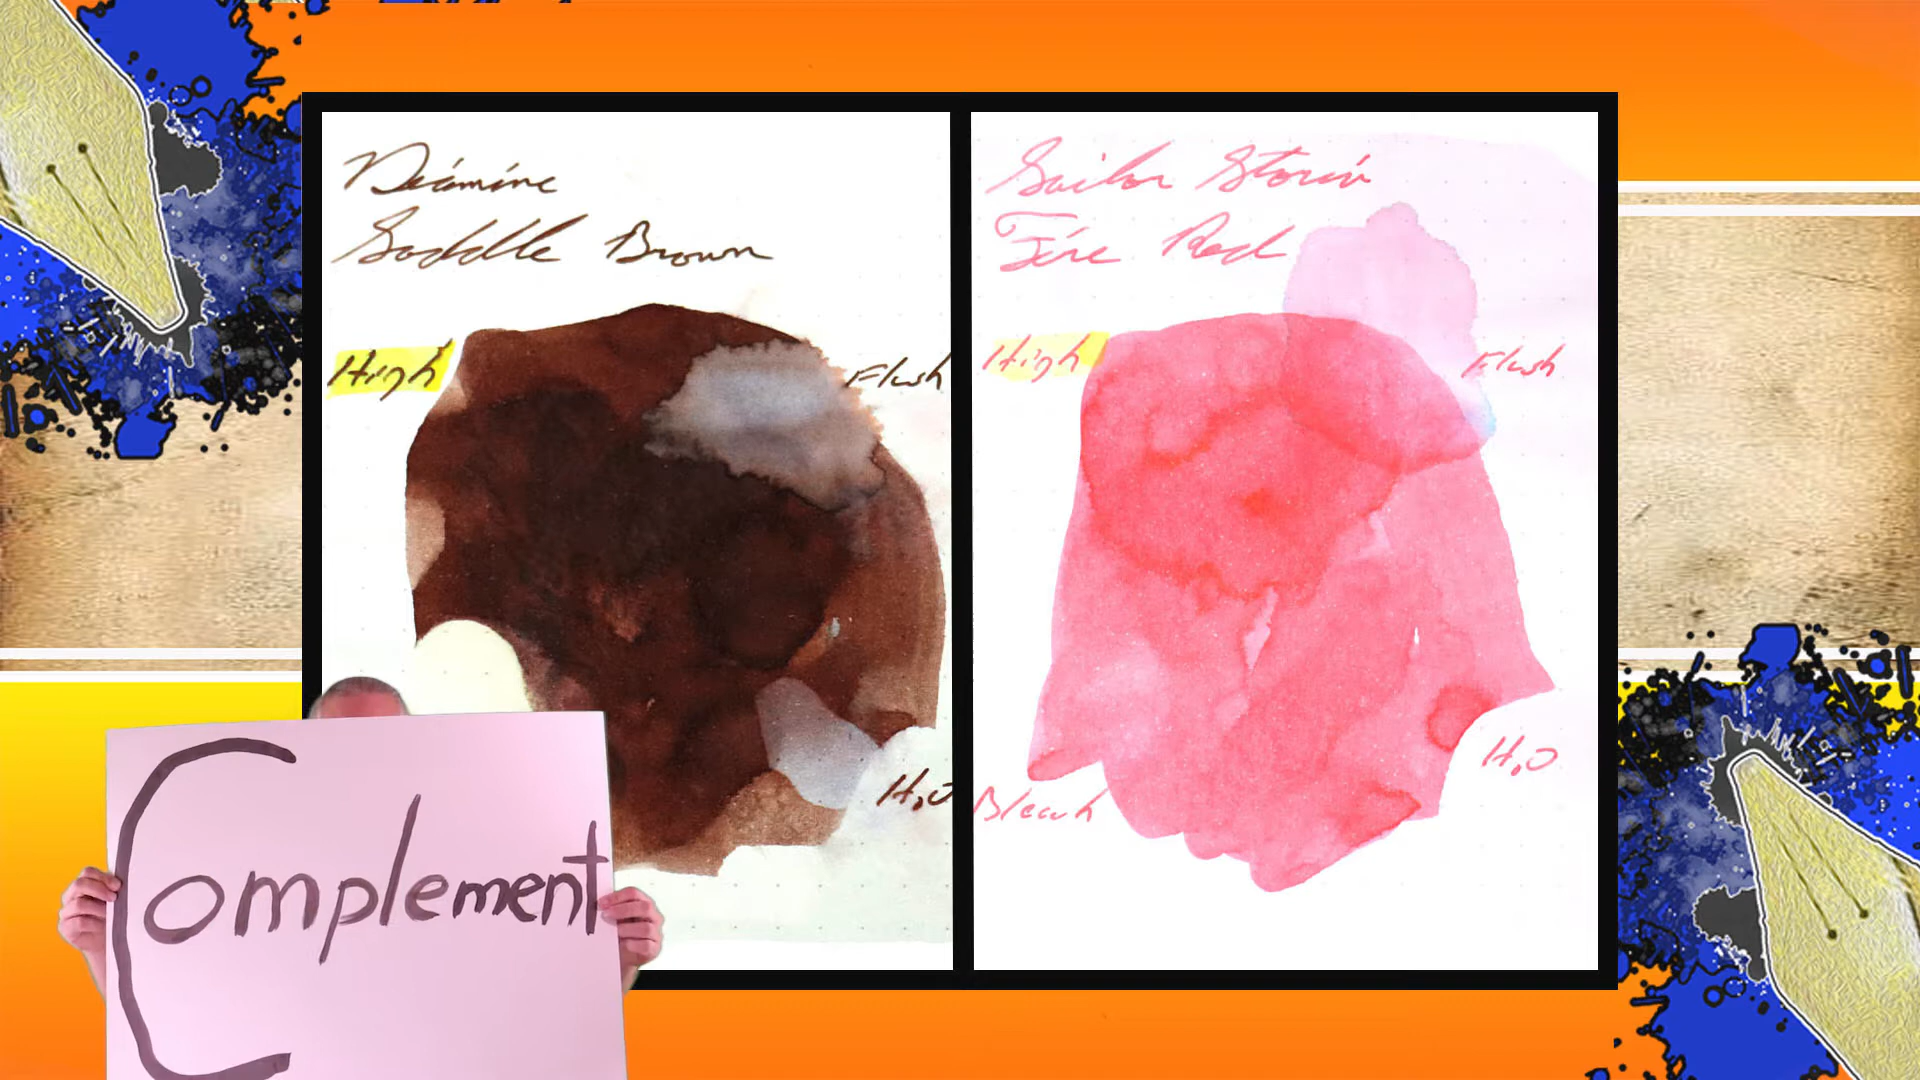 Diamine
Saddle Brown
High
Flush
H2O
Sailor Storia
Fire Red
High
Flush
H2O
Bleach
Complement